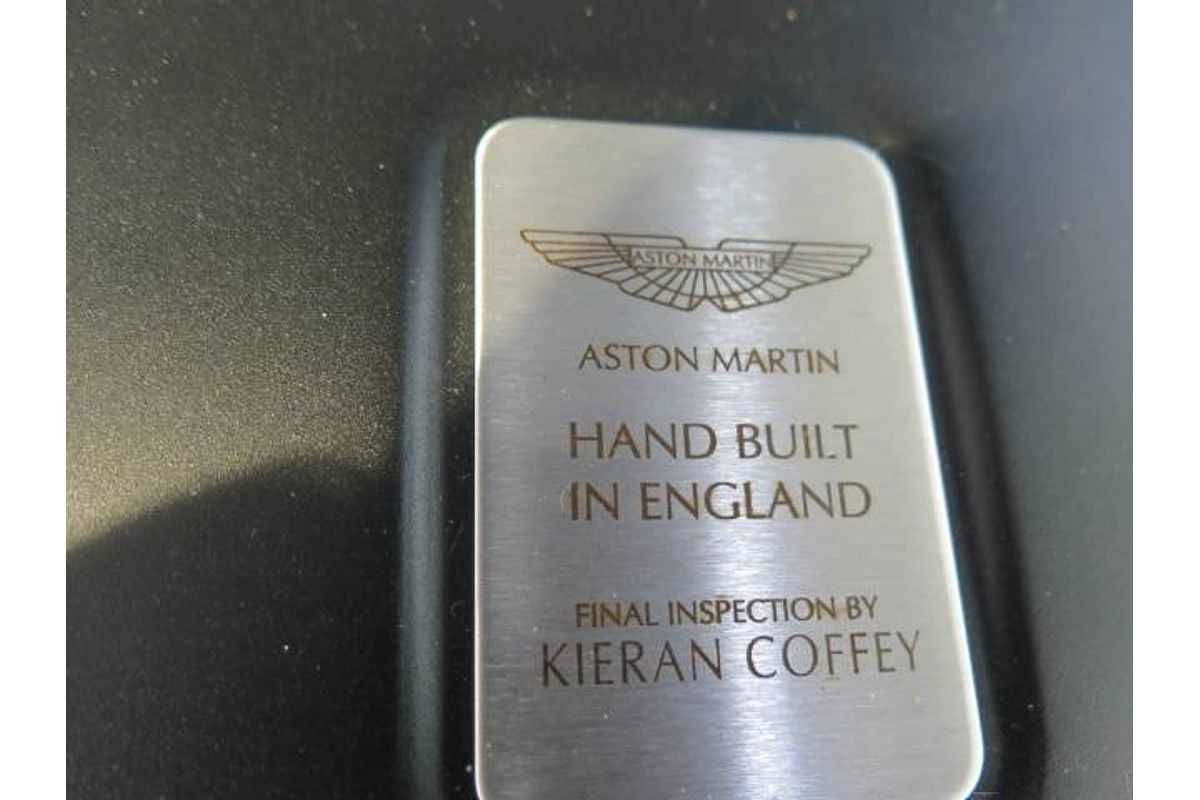 ASTON MARTIN
ASTON MARTIN
HAND BUILT
IN ENGLAND
FINAL INSPECTION BY
KIERAN COFFEY